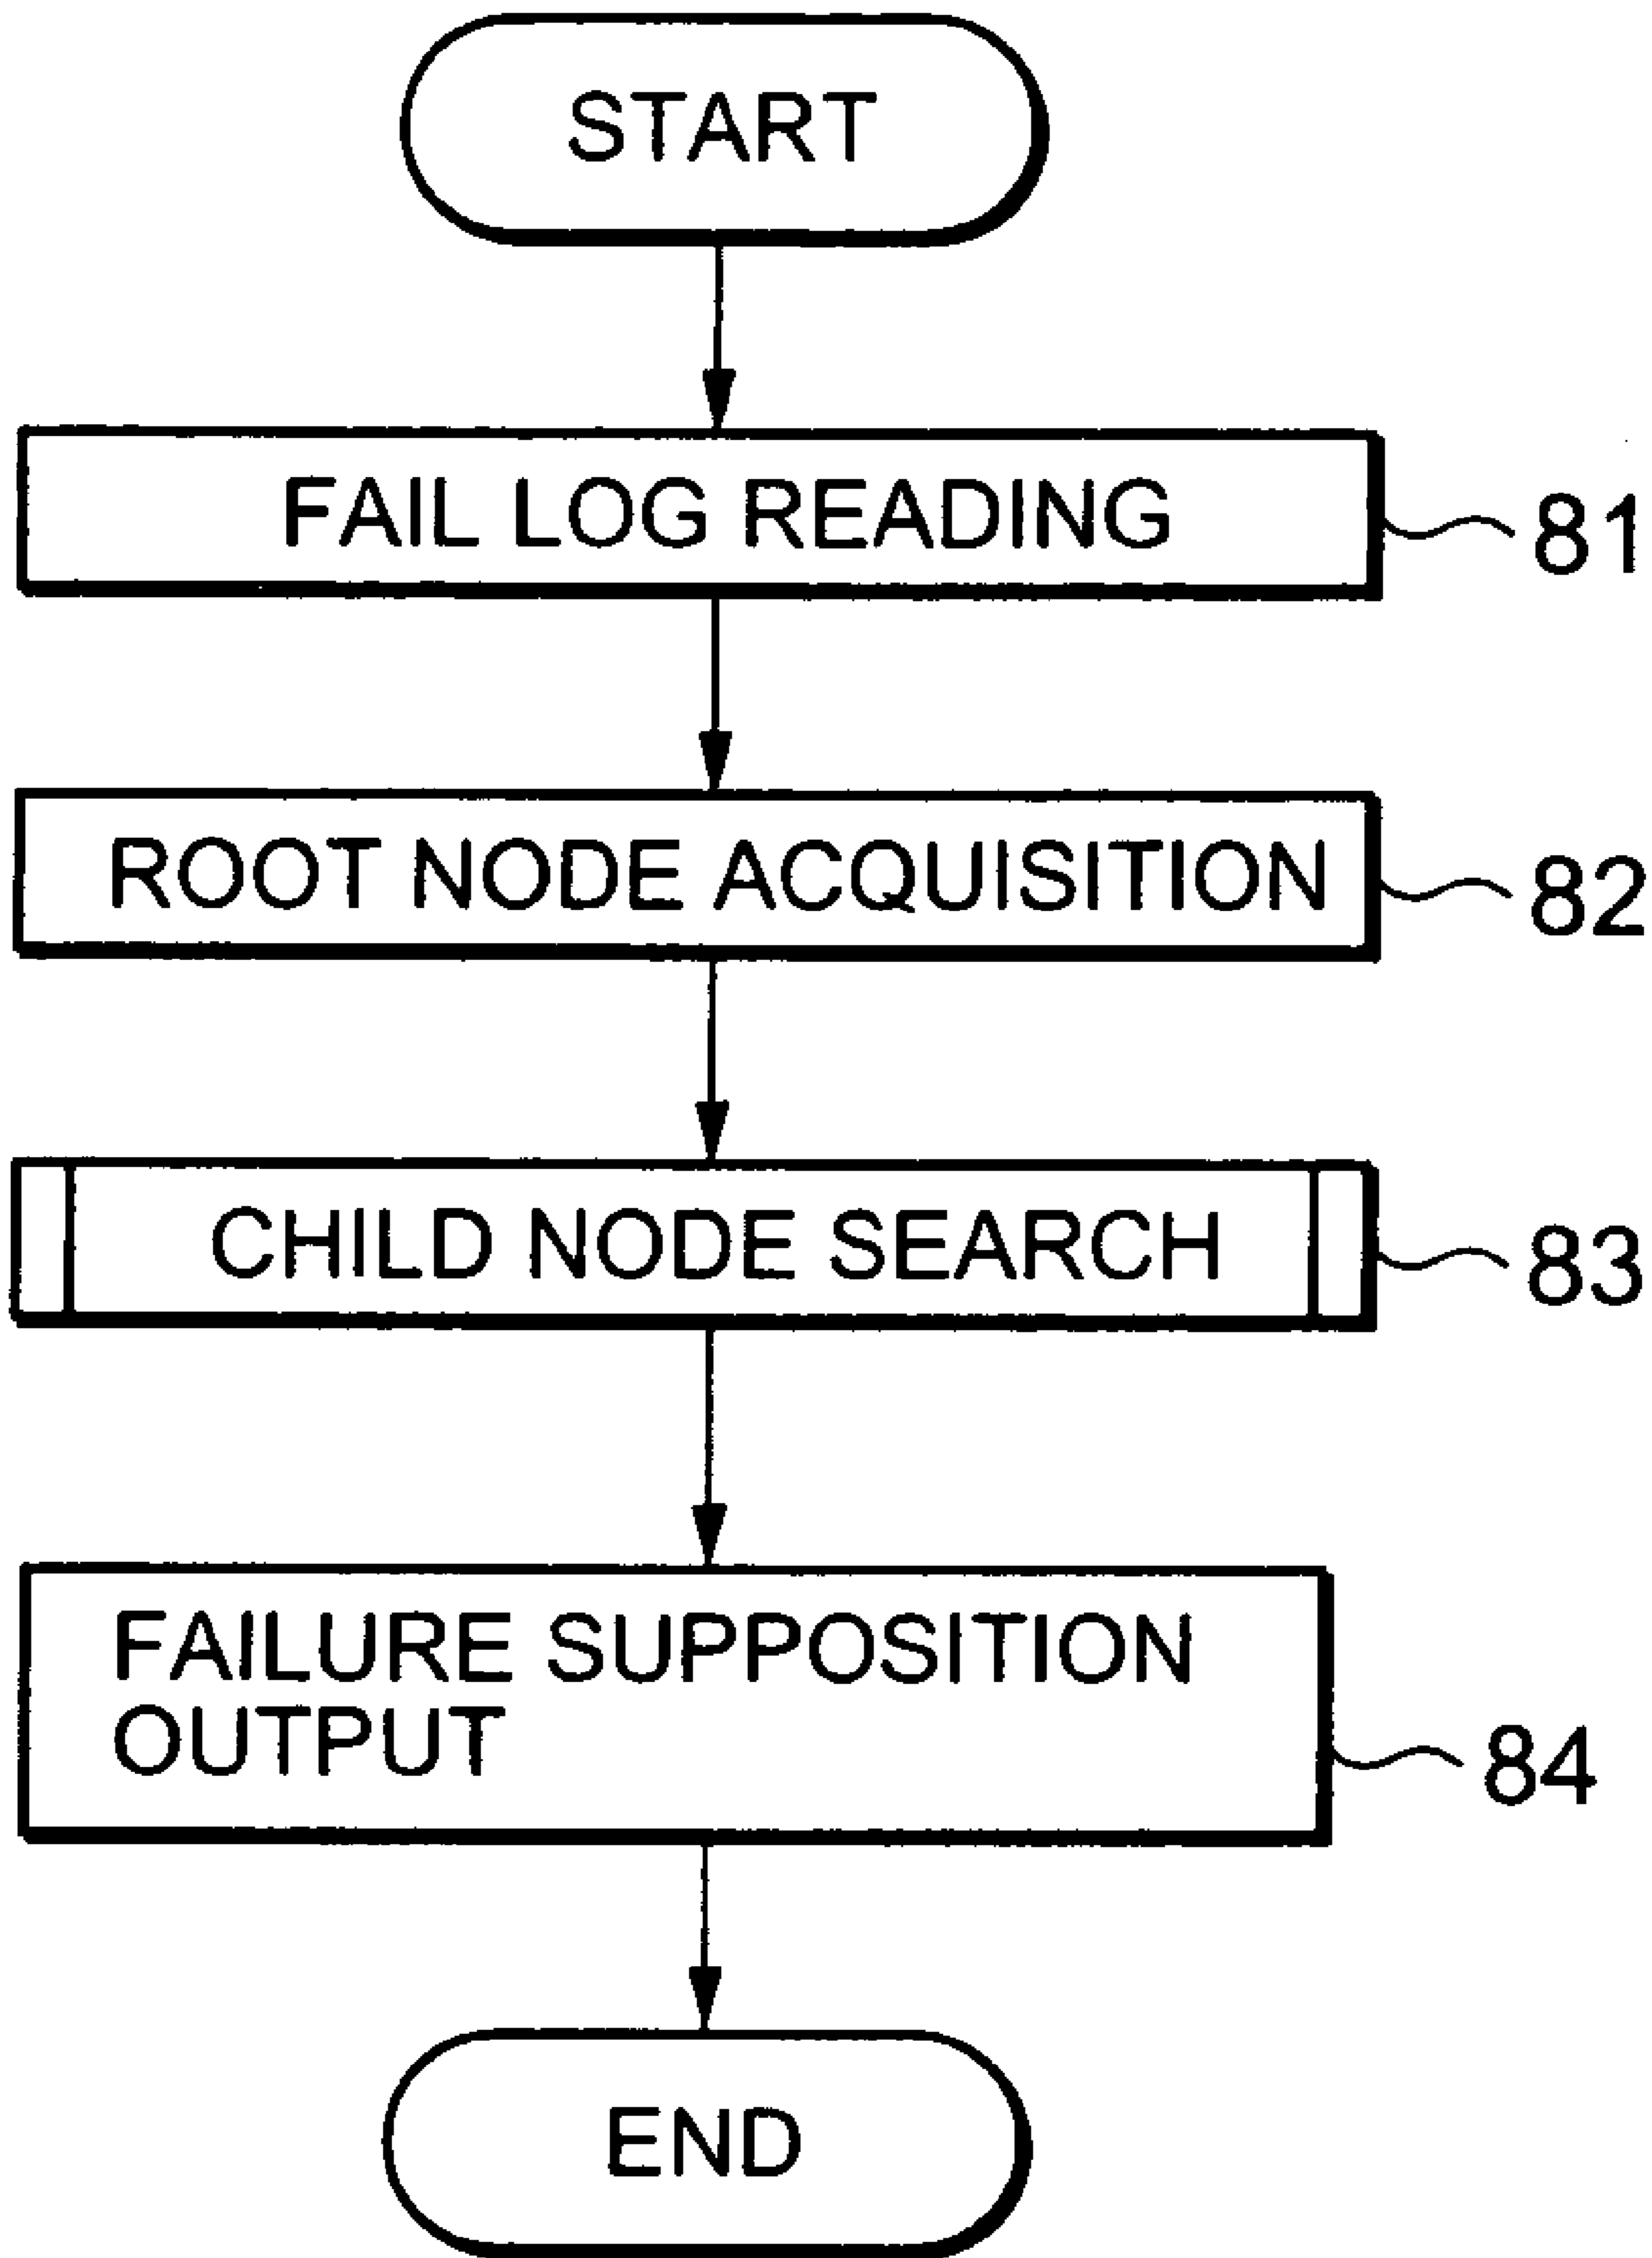 START
FAIL LOG READING
81
ROOT NODE ACQUISITION
82
CHILD NODE SEARCH
83
FAILURE SUPPOSITION
OUTPUT
84
END